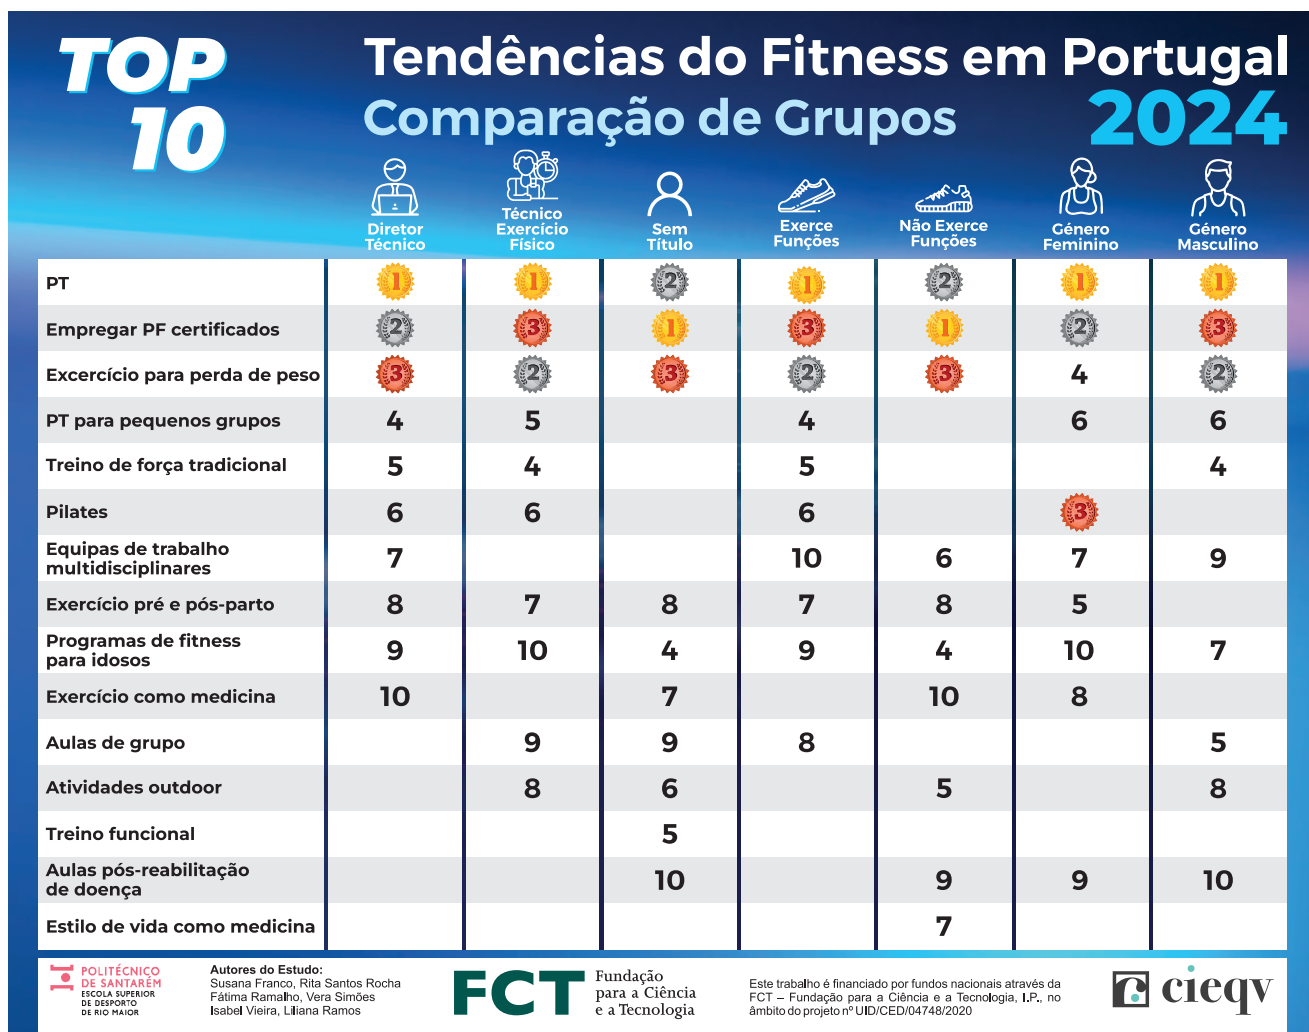 TOP
10
Tendências do Fitness em Portugal
Comparação de Grupos 2024
Diretor
Técnico
Técnico
Exercício
Físico
Sem
Título
Exerce
Funções
Não Exerce
Funções
Género
Feminino
Género
Masculino
PT 1 1 2 1 2 1 1
Empregar PF certificados 2 3 1 3 1 2 3
Excercício para perda de peso 3 2 3 2 3 4 2
PT para pequenos grupos 4 5 4 6 6
Treino de força tradicional 5 4 5 4
Pilates 6 6 6 3
Equipas de trabalho
multidisciplinares 7 10 6 7 9
Exercício pré e pós-parto 8 7 8 7 8 5
Programas de fitness
para idosos 9 10 4 9 4 10 7
Exercício como medicina 10 7 10 8
Aulas de grupo 9 9 8 5
Atividades outdoor 8 6 5 8
Treino funcional 5
Aulas pós-reabilitação
de doença 10 9 9 10
Estilo de vida como medicina 7
POLITÉCNICO
DE SANTARÉM
ESCOLA SUPERIOR
DE DESPORTO
DE RIO MAIOR
Autores do Estudo:
Susana Franco, Rita Santos Rocha
Fátima Ramalho, Vera Simões
Isabel Vieira, Liliana Ramos
FCT
Fundação
para a Ciência
e a Tecnologia
Este trabalho é financiado por fundos nacionais através da
FCT – Fundação para a Ciência e a Tecnologia, I.P., no
âmbito do projeto nº UID/CED/04748/2020
cieqv